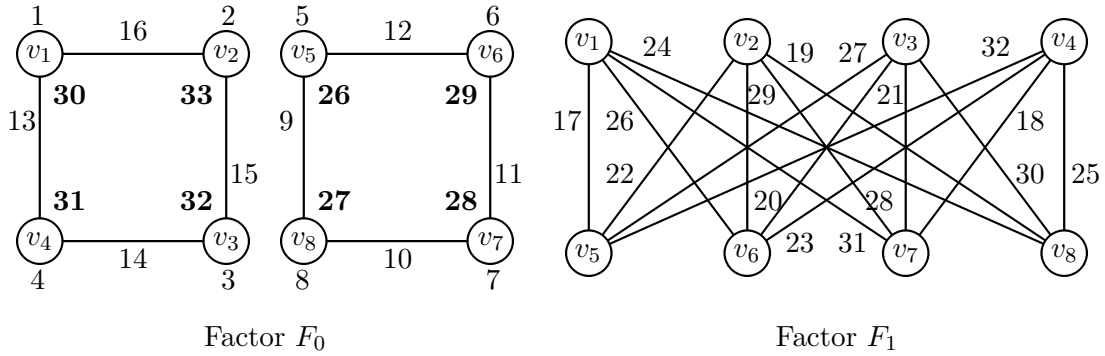 1 2 5 6
v1 16 v2 v5 12 v6
30 33 26 29
13 15 9 11
31 32 27 28
v4 14 v3 v8 10 v7
4 3 8 7
Factor F0
v1 v2 v3 v4
24 19 27 32
29 21
17 26 18
22 30 25
20 28
23 31
v5 v6 v7 v8
Factor F1